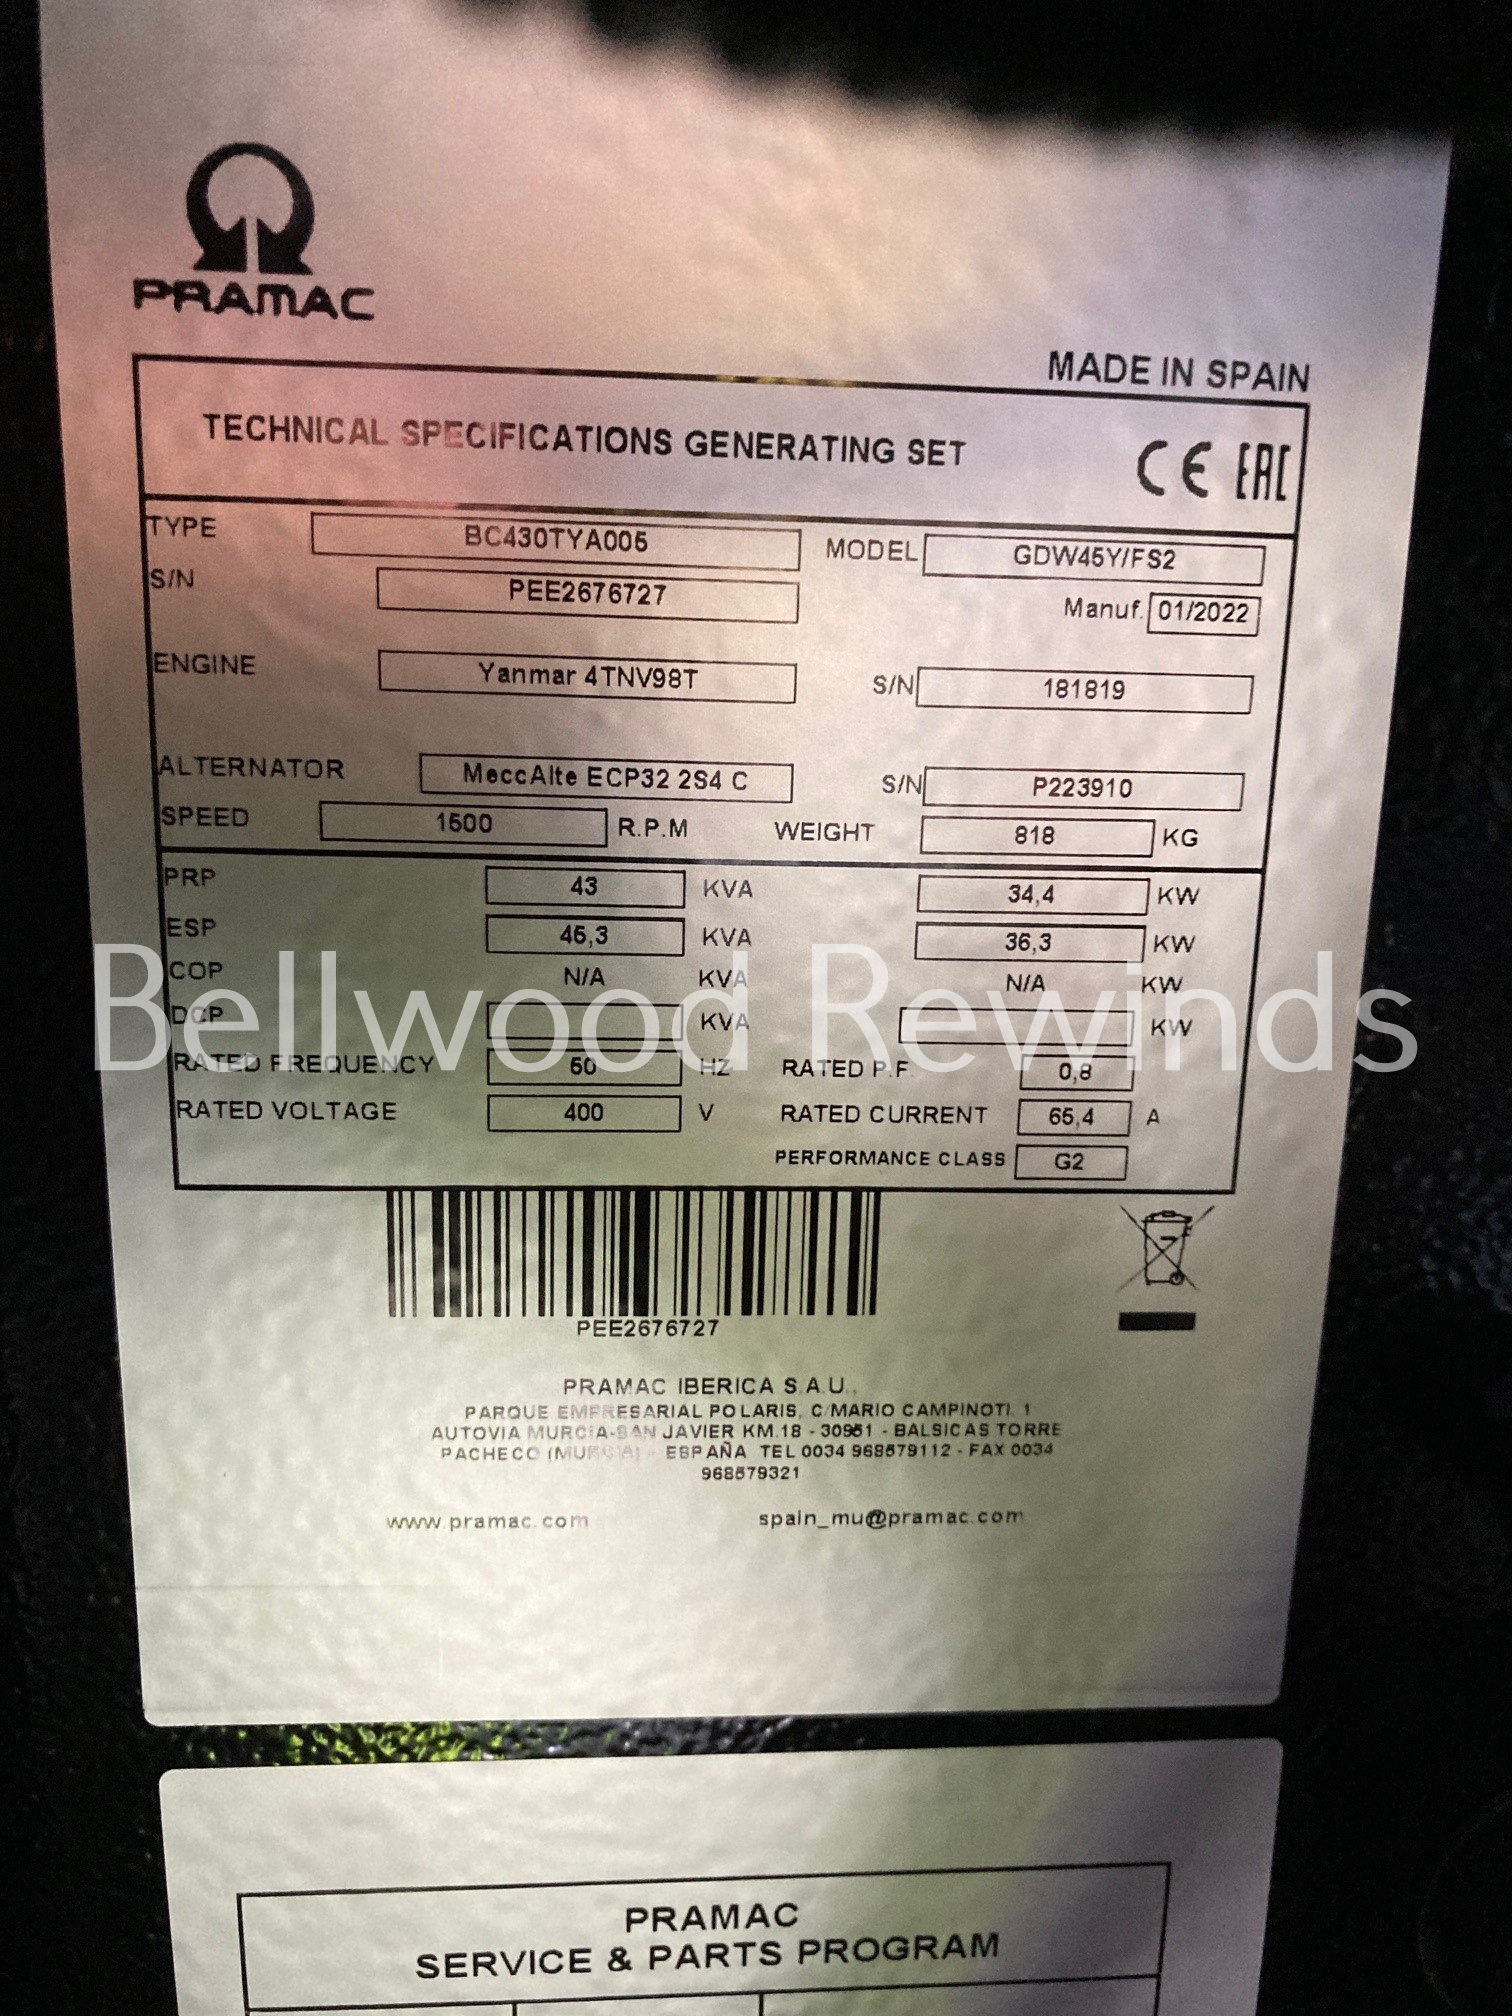 PRAMAC
MADE IN SPAIN
TECHNICAL SPECIFICATIONS GENERATING SET CE EAC
TYPE BC430TYA005 MODEL GDW45Y/FS2
S/N PEE2676727 Manuf. 01/2022
ENGINE Yanmar 4TNV98T S/N 181819
ALTERNATOR MeccAlte ECP32 2S4 C S/N P223910
SPEED 1500 R.P.M WEIGHT 818 KG
PRP 43 KVA 34,4 KW
ESP 45,3 KVA 36,3 KW
COP N/A KVA N/A KW
DCP KVA KW
RATED FREQUENCY 50 HZ RATED P.F. 0,8
RATED VOLTAGE 400 V RATED CURRENT 65,4 A
PERFORMANCE CLASS G2
Bellwood Rewinds
PEE2676727
PRAMAC IBERICA S.A.U.,
PARQUE EMPRESARIAL POLARIS, C/MARIO CAMPINOTI, 1
AUTOVIA MURCIA-SAN JAVIER KM.18 - 30951 - BALSICAS TORRE
PACHECO (MURCIA) - ESPAÑA TEL 0034 968579112 - FAX 0034
968579321
www.pramac.com spain_mu@pramac.com
PRAMAC
SERVICE & PARTS PROGRAM